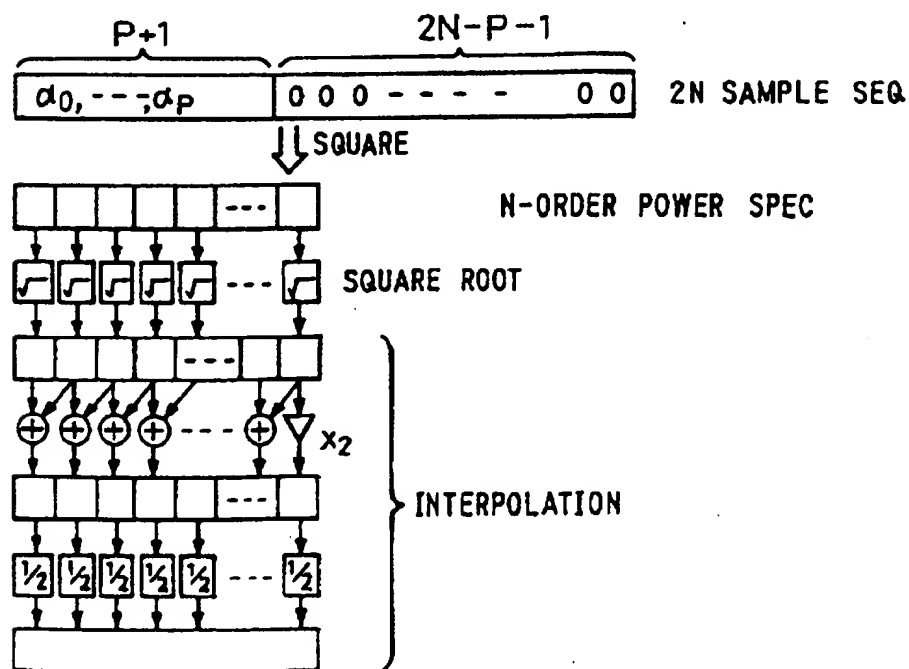 P+1 2N-P-1
α0,---,αP 0 0 0 ---- 0 0 2N SAMPLE SEQ
SQUARE
--- N-ORDER POWER SPEC
√ √ √ √ √ --- √ SQUARE ROOT
---
+ + + + ---- + x2
---
INTERPOLATION
1/2 1/2 1/2 1/2 1/2 ---- 1/2